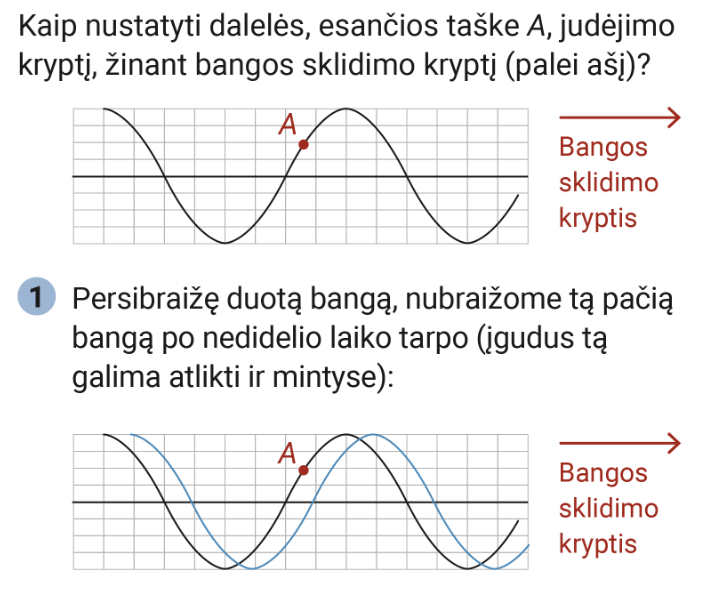 Kaip nustatyti dalelės, esančios taške A, judėjimo
kryptį, žinant bangos sklidimo kryptį (palei ašį)?
A
Bangos
sklidimo
kryptis
1 Persibraižę duotą bangą, nubraižome tą pačią
bangą po nedidelio laiko tarpo (įgudus tą
galima atlikti ir mintyse):
A
Bangos
sklidimo
kryptis